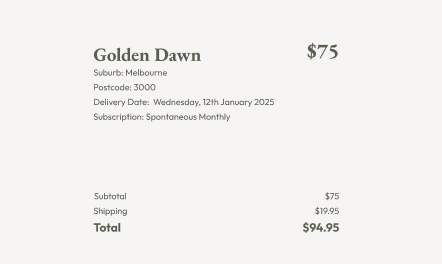 Golden Dawn $75
Suburb: Melbourne
Postcode: 3000
Delivery Date: Wednesday, 12th January 2025
Subscription: Spontaneous Monthly
Subtotal $75
Shipping $19.95
Total $94.95